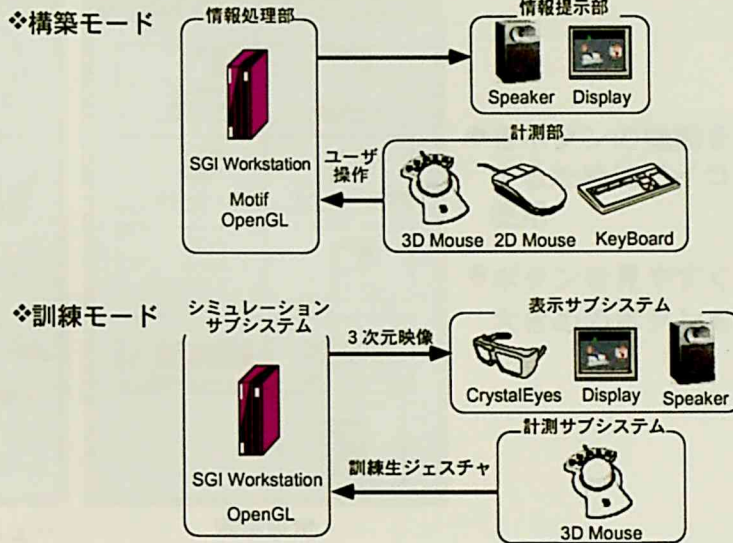 ❖構築モード
情報処理部
SGI Workstation
Motif
OpenGL
情報提示部
Speaker Display
計測部
ユーザ
操作
3D Mouse 2D Mouse KeyBoard
❖訓練モード
シミュレーション
サブシステム
SGI Workstation
OpenGL
3次元映像
表示サブシステム
CrystalEyes Display Speaker
訓練生ジェスチャ
計測サブシステム
3D Mouse